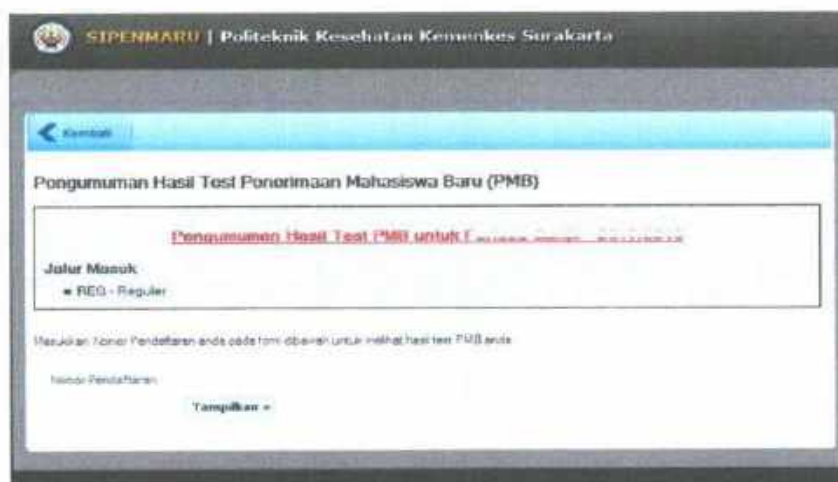 SIPENMARU | Politeknik Kesehatan Kemenkes Surakarta
Kembali
Pengumuman Hasil Test Penerimaan Mahasiswa Baru (PMB)
Pengumuman Hasil Test PMB untuk
Jalur Masuk
REG - Reguler
Masukkan Nomor Pendaftaran anda pada form dibawah untuk melihat hasil test PMB anda
Nomor Pendaftaran
Tampilkan »